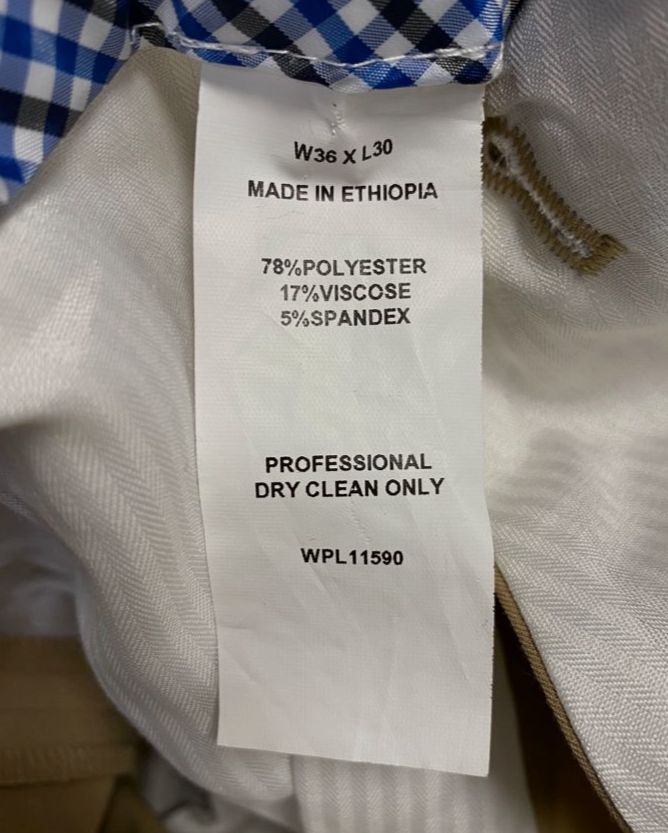 W36 X L30
MADE IN ETHIOPIA
78%POLYESTER
17%VISCOSE
5%SPANDEX
PROFESSIONAL
DRY CLEAN ONLY
WPL11590